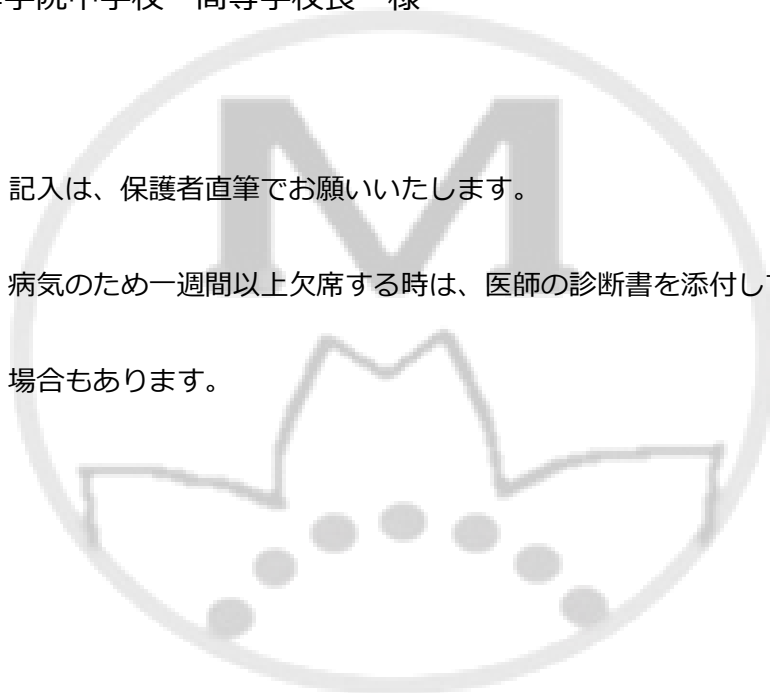 学院中学校　高等学校長　様
M
記入は、保護者直筆でお願いいたします。
病気のため一週間以上欠席する時は、医師の診断書を添付し
場合もあります。